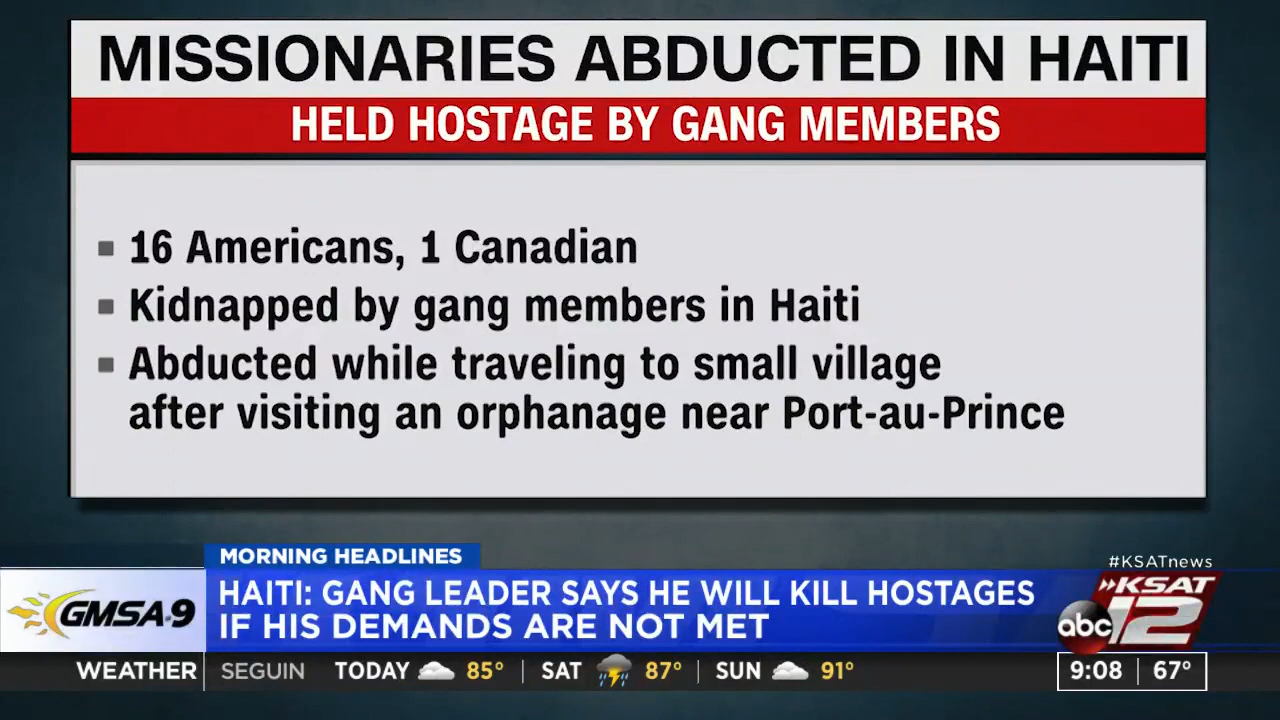 MISSIONARIES ABDUCTED IN HAITI
HELD HOSTAGE BY GANG MEMBERS
▪ 16 Americans, 1 Canadian
▪ Kidnapped by gang members in Haiti
▪ Abducted while traveling to small village
after visiting an orphanage near Port-au-Prince
MORNING HEADLINES
#KSATnews
GMSA@9
HAITI: GANG LEADER SAYS HE WILL KILL HOSTAGES
IF HIS DEMANDS ARE NOT MET
KSAT
abc 12
WEATHER SEGUIN TODAY 85° SAT 87° SUN 91°
9:08 67°